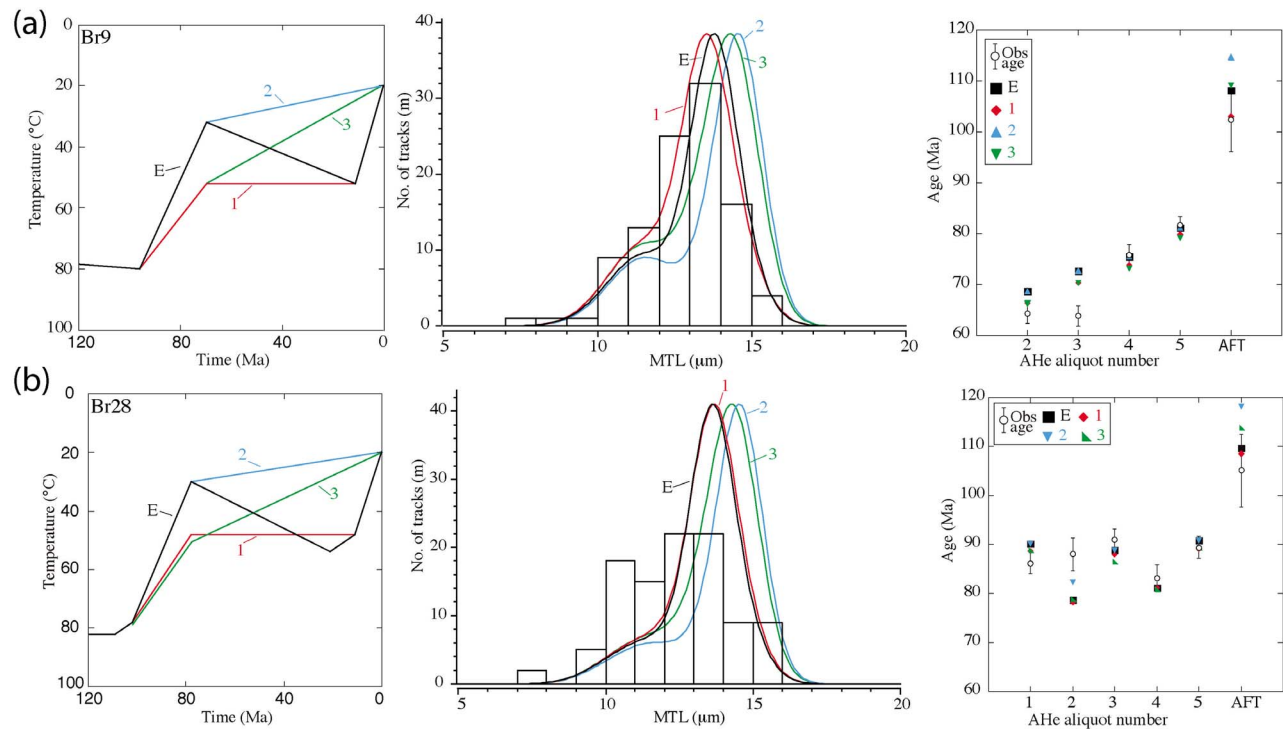 (a)
Br9
0
20
40
60
80
100
Temperature (°C)
120
80
40
0
Time (Ma)
E
1
2
3
40
30
20
10
0
No. of tracks (m)
5
10
15
20
MTL (µm)
E
1
2
3
120
110
100
90
80
70
60
Age (Ma)
Obs
age
E
1
2
3
2
3
4
5
AFT
AHe aliquot number
(b)
Br28
0
20
40
60
80
100
Temperature (°C)
120
80
40
0
Time (Ma)
E
1
2
3
40
30
20
10
0
No. of tracks (m)
5
10
15
20
MTL (µm)
E
1
2
3
120
110
100
90
80
70
60
Age (Ma)
Obs
age
E
1
2
3
1
2
3
4
5
AFT
AHe aliquot number